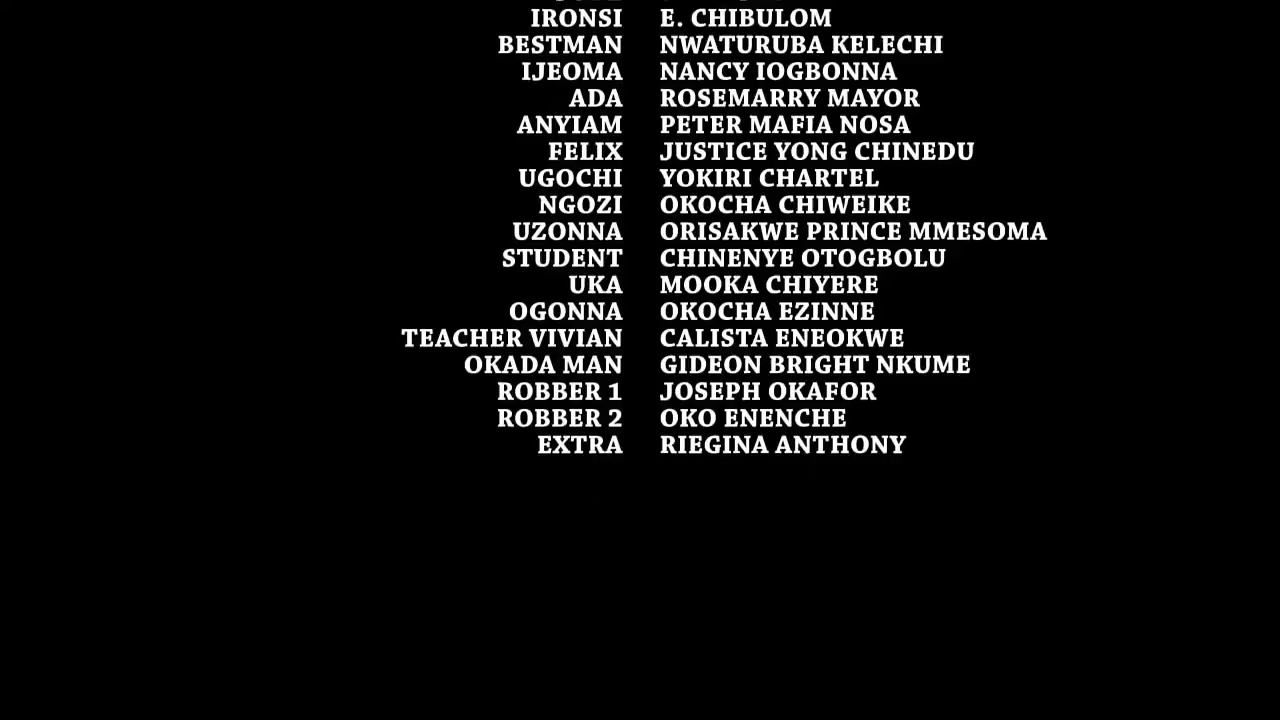 IRONSI E. CHIBULOM
BESTMAN NWATURUBA KELECHI
IJEOMA NANCY IOGBONNA
ADA ROSEMARRY MAYOR
ANYIAM PETER MAFIA NOSA
FELIX JUSTICE YONG CHINEDU
UGOCHI YOKIRI CHARTEL
NGOZI OKOCHA CHIWEIKE
UZONNA ORISAKWE PRINCE MMESOMA
STUDENT CHINENYE OTOGBOLU
UKA MOOKA CHIYERE
OGONNA OKOCHA EZINNE
TEACHER VIVIAN CALISTA ENEOKWE
OKADA MAN GIDEON BRIGHT NKUME
ROBBER 1 JOSEPH OKAFOR
ROBBER 2 OKO ENENCHE
EXTRA RIEGINA ANTHONY